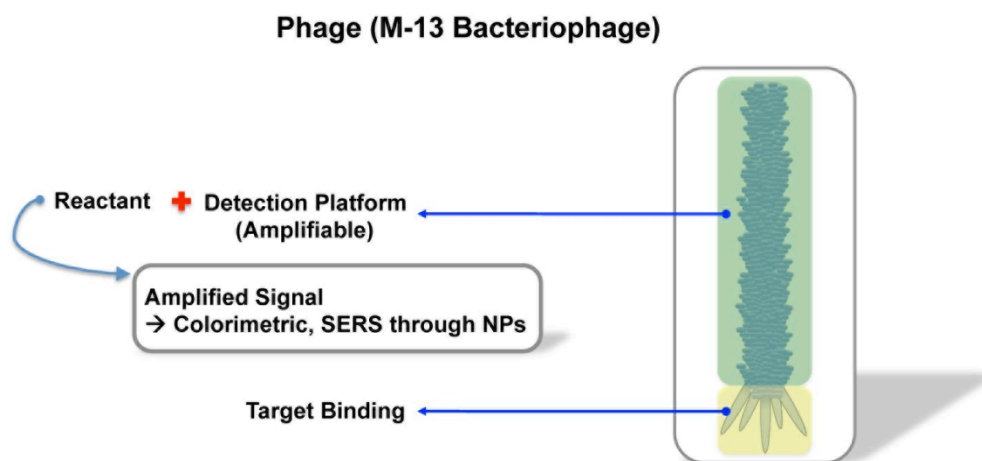 Phage (M-13 Bacteriophage)
Reactant + Detection Platform
(Amplifiable)
Amplified Signal
→ Colorimetric, SERS through NPs
Target Binding